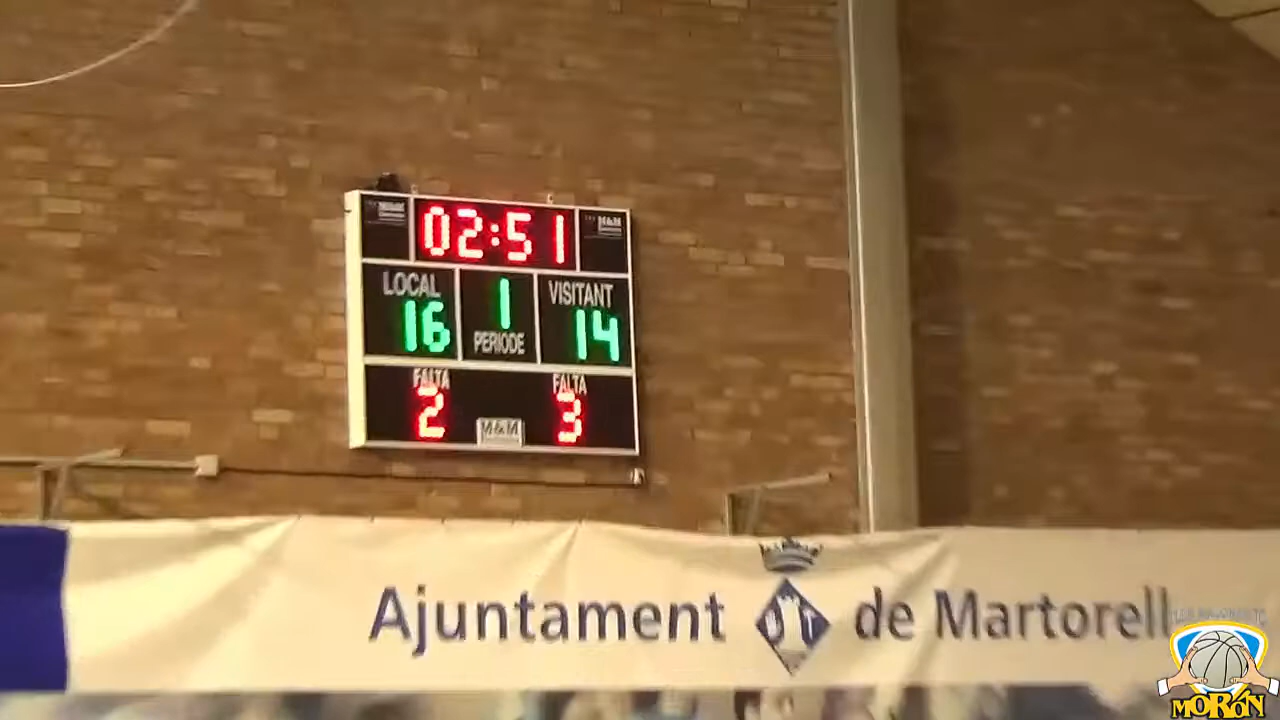 02:51
LOCAL
VISITANT
16
1
14
PERIODE
FALTA
FALTA
2
3
M&M
Ajuntament de Martorell
MORÓN